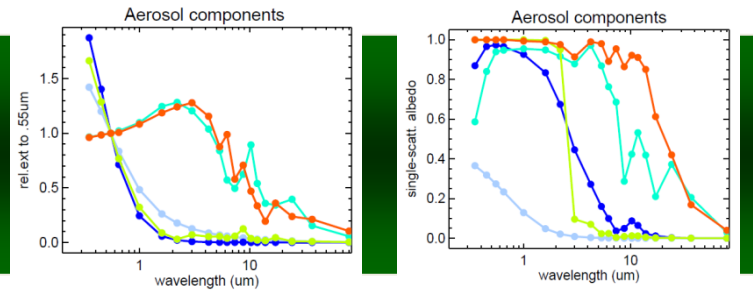 Aerosol components
rel.ext to .55um
1.5
1.0
0.5
0.0
1
10
wavelength (um)
Aerosol components
single-scatt. albedo
1.0
0.8
0.6
0.4
0.2
0.0
1
10
wavelength (um)